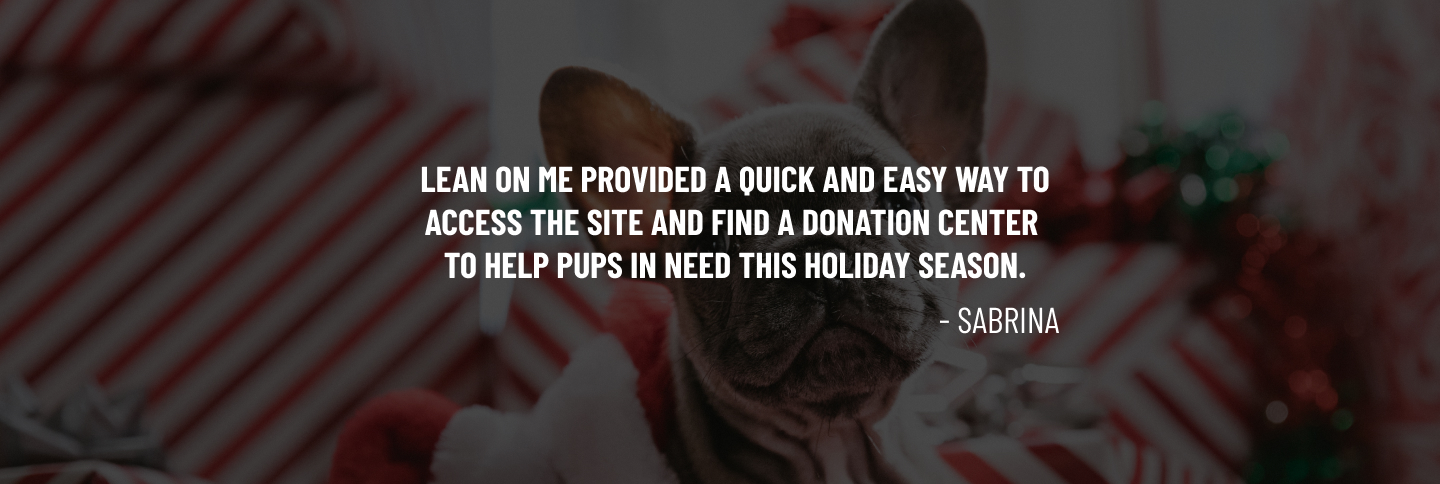 LEAN ON ME PROVIDED A QUICK AND EASY WAY TO
ACCESS THE SITE AND FIND A DONATION CENTER
TO HELP PUPS IN NEED THIS HOLIDAY SEASON.
- SABRINA